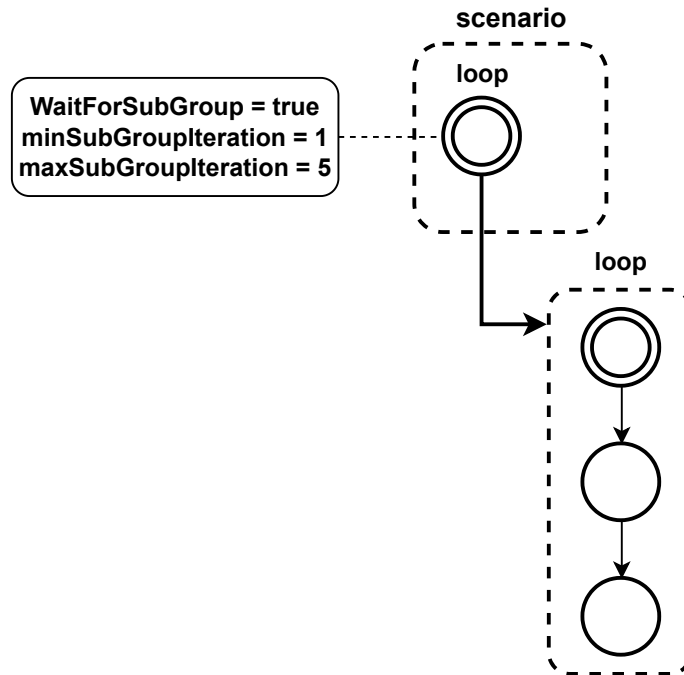 scenario
loop
WaitForSubGroup = true
minSubGroupIteration = 1
maxSubGroupIteration = 5
loop